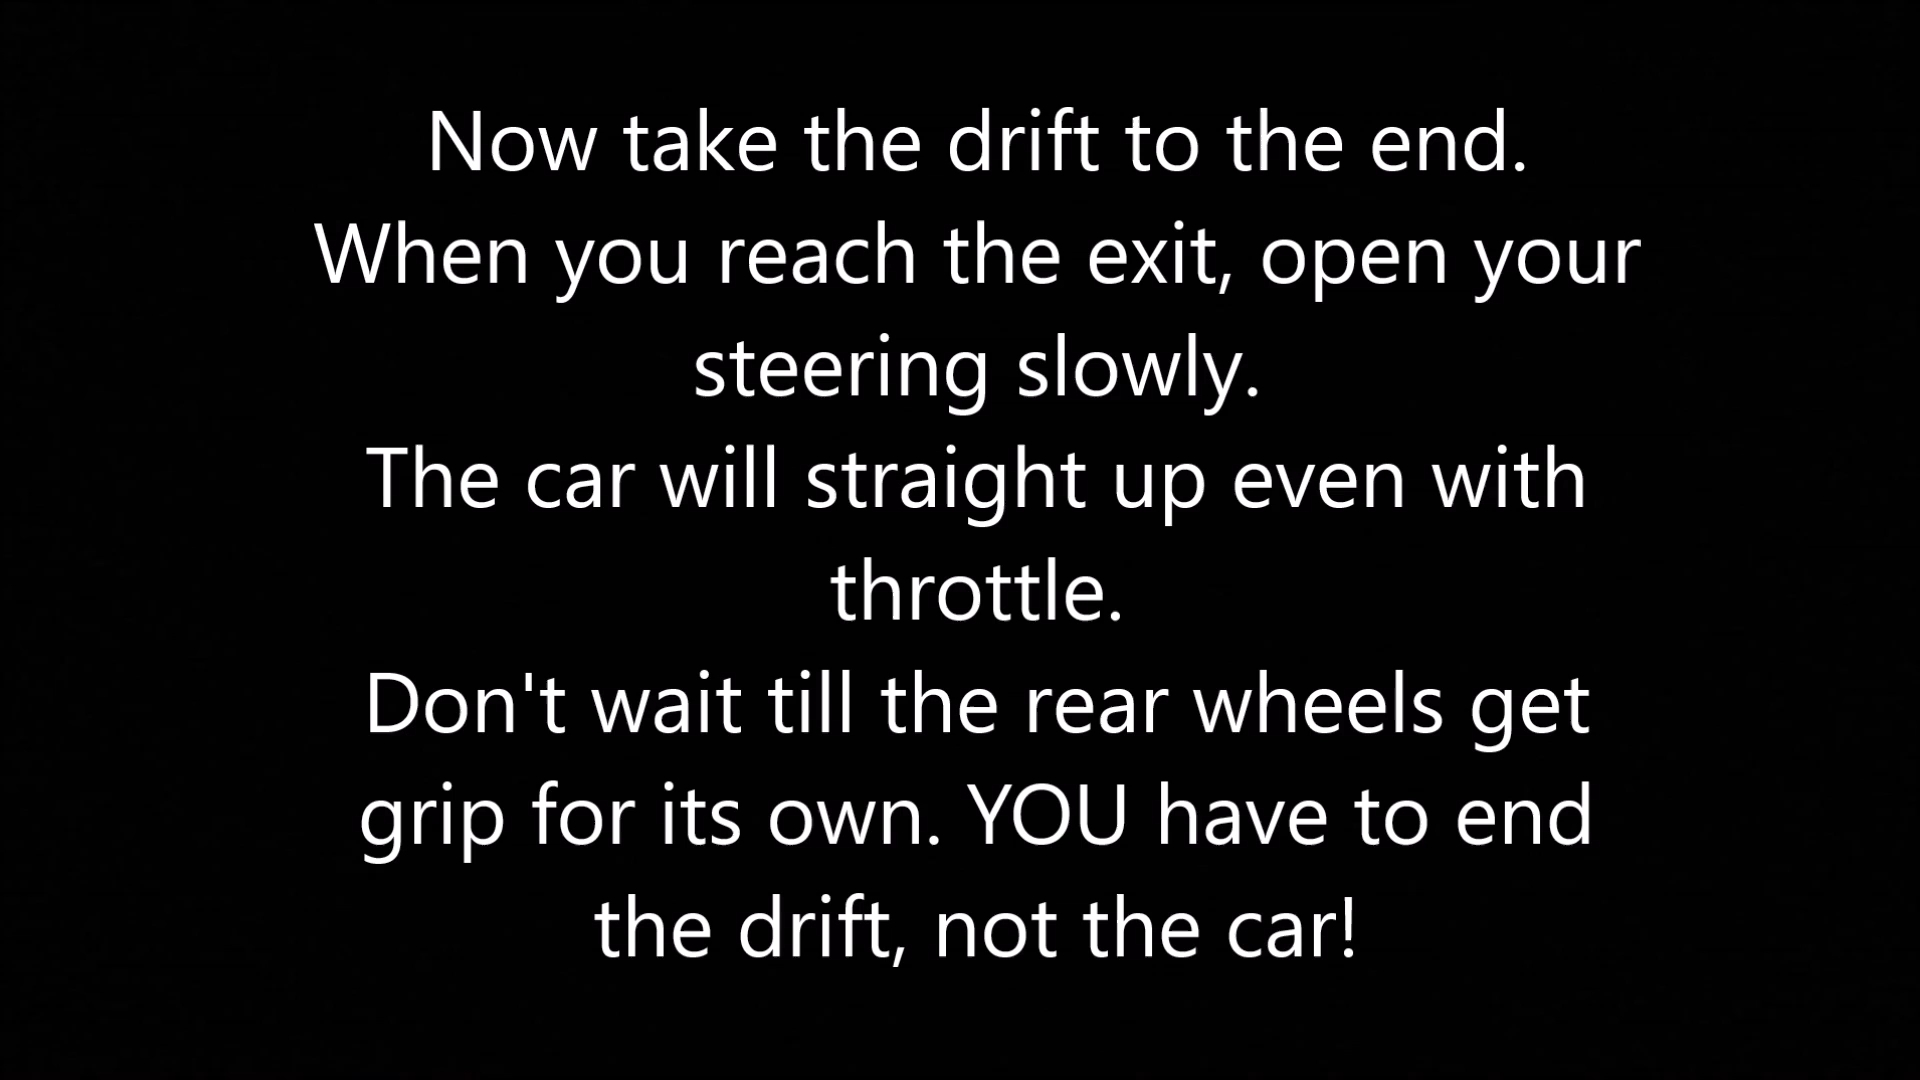 Now take the drift to the end.
When you reach the exit, open your
steering slowly.
The car will straight up even with
throttle.
Don't wait till the rear wheels get
grip for its own. YOU have to end
the drift, not the car!